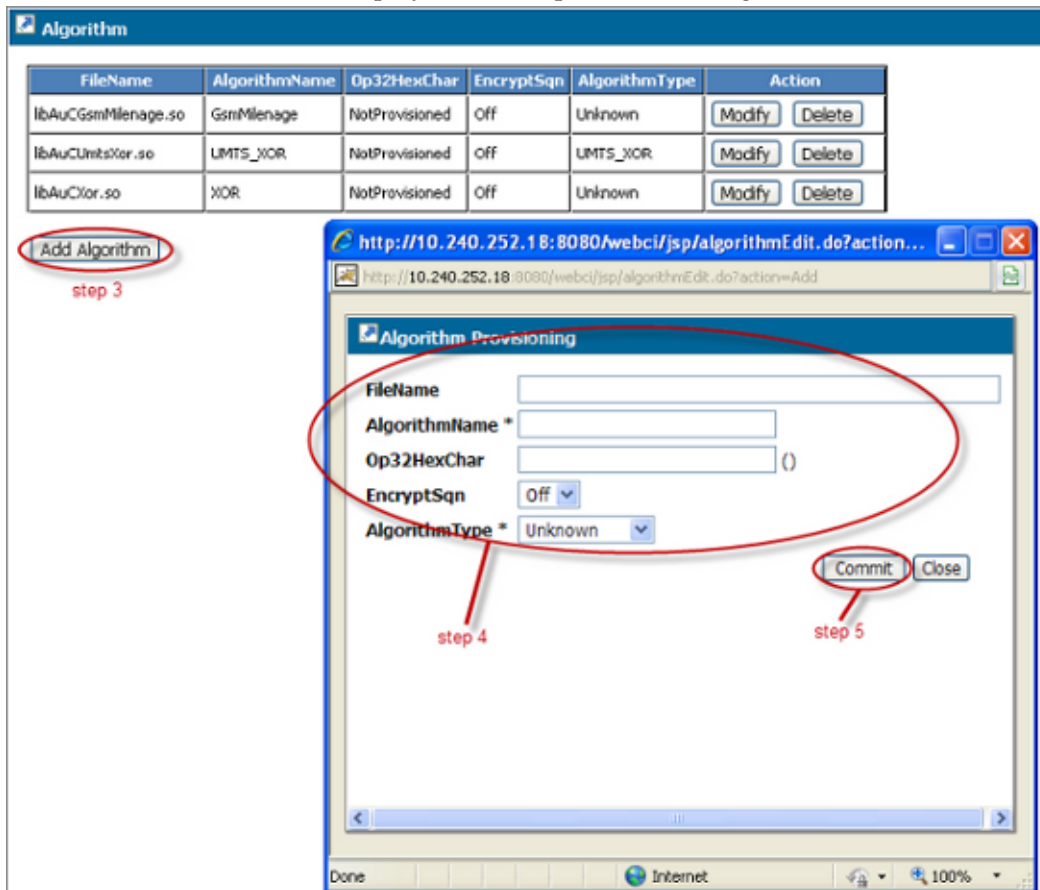 Algorithm
FileName AlgorithmName Op32HexChar EncryptSqn AlgorithmType Action
libAuCGsmMilenage.so GsmMilenage NotProvisioned Off Unknown Modify Delete
libAuCUmtsXor.so UMTS_XOR NotProvisioned Off UMTS_XOR Modify Delete
libAuCXor.so XOR NotProvisioned Off Unknown Modify Delete
Add Algorithm
step 3
http://10.240.252.18:8080/webci/jsp/algorithmEdit.do?action...
http://10.240.252.18:8080/webci/jsp/algorithmEdit.do?action=Add
Algorithm Provisioning
FileName
AlgorithmName *
Op32HexChar ()
EncryptSqn Off
AlgorithmType * Unknown
Commit Close
step 4
step 5
Done Internet 100%